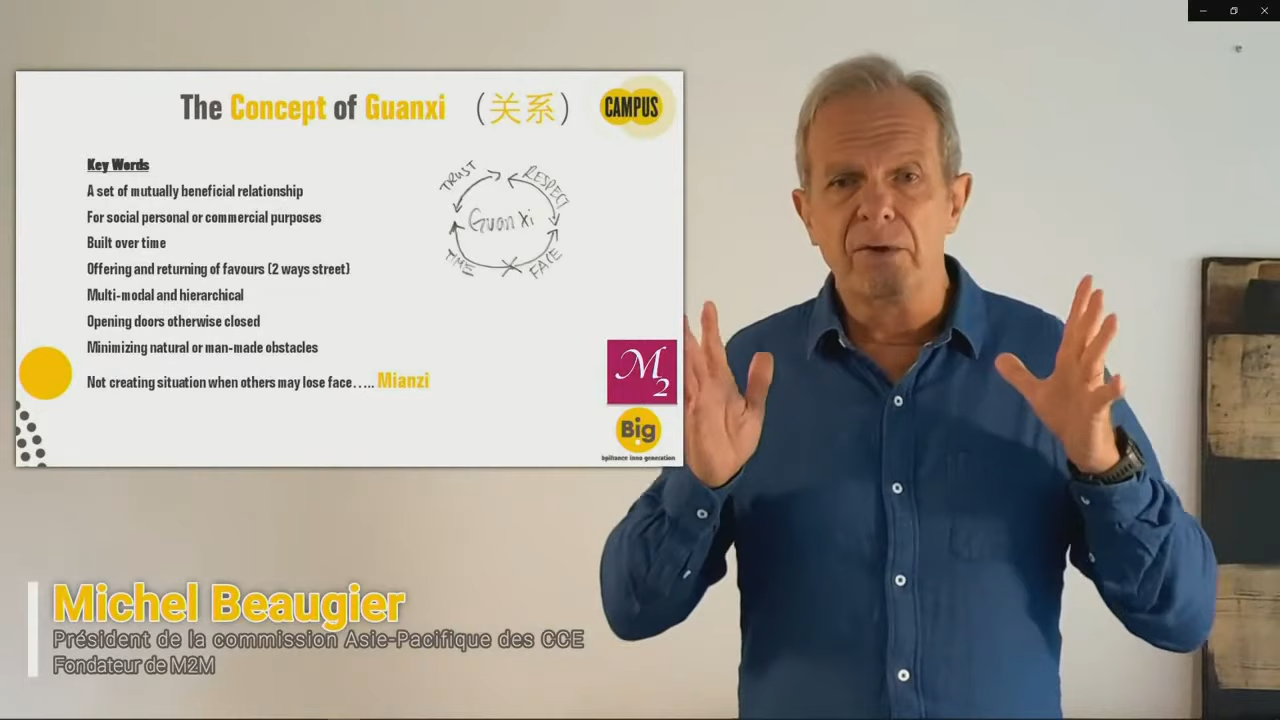 The Concept of Guanxi （关系）
CAMPUS
Key Words
A set of mutually beneficial relationship
For social personal or commercial purposes
Built over time
Offering and returning of favours (2 ways street)
Multi-modal and hierarchical
Opening doors otherwise closed
Minimizing natural or man-made obstacles
Not creating situation when others may lose face..... Mianzi
TRUST
RESPECT
Guanxi
TIME
FACE
M2
Big
bpifrance inno generation
Michel Beaugier
Président de la commission Asie-Pacifique des CCE
Fondateur de M2M